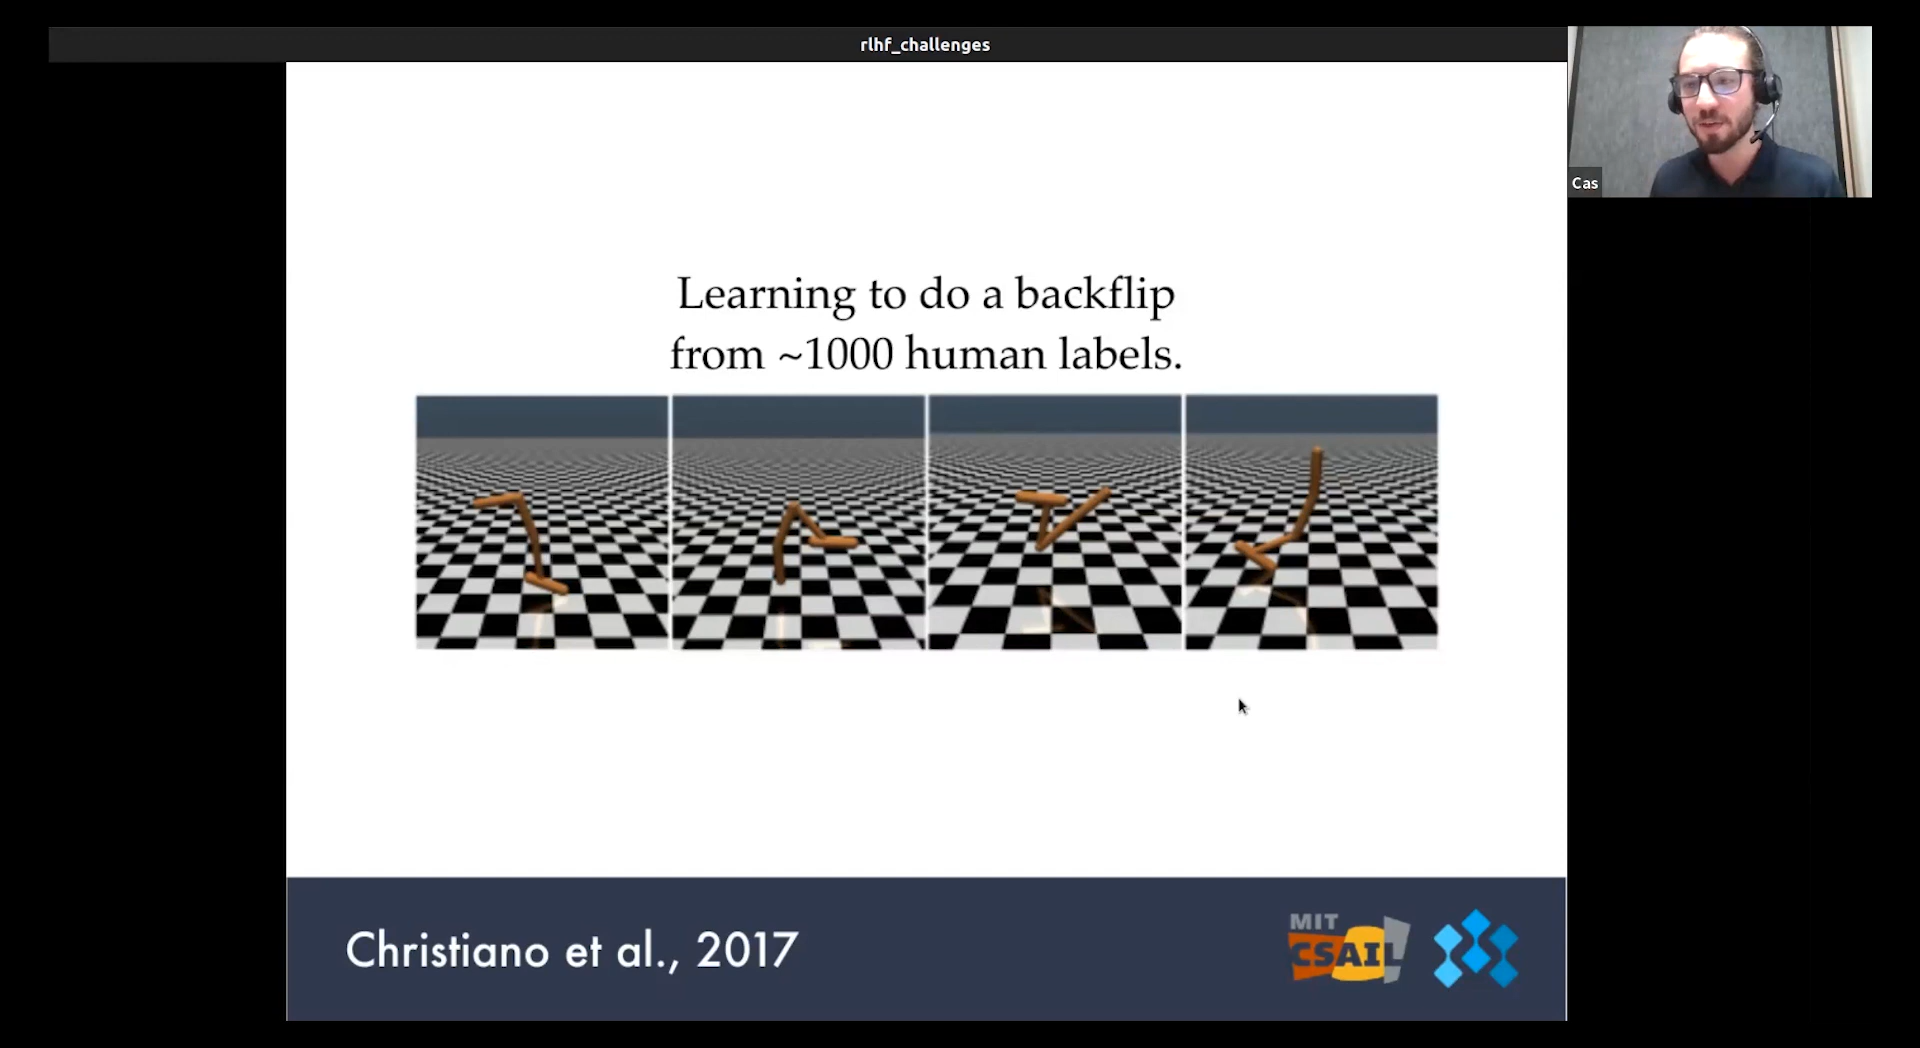 rlhf_challenges
Cas
Learning to do a backflip
from ~1000 human labels.
Christiano et al., 2017
MIT
CSAIL